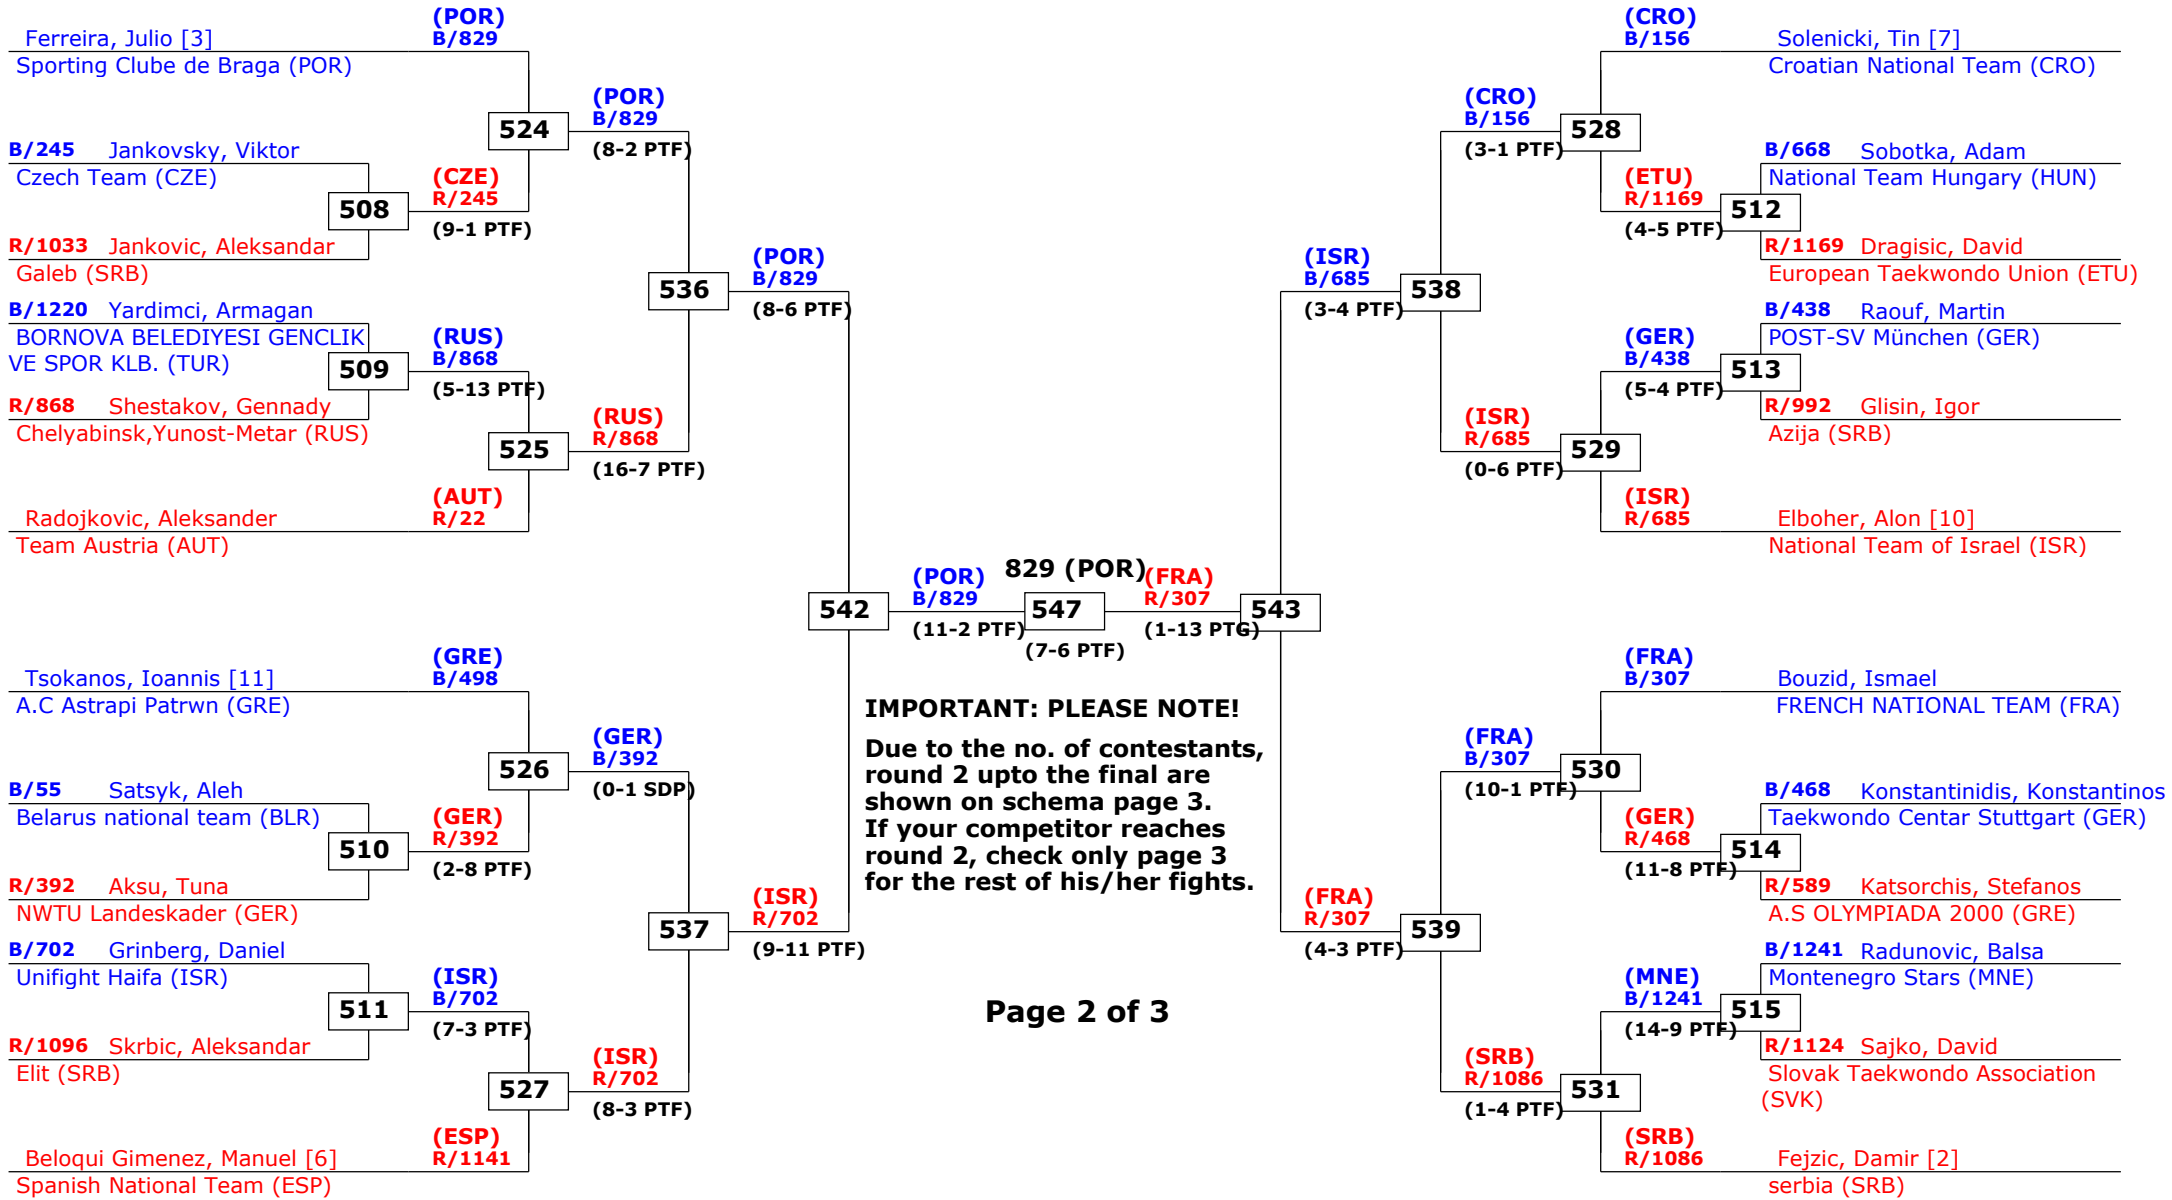 (POR)
Ferreira, Julio [3] B/829
Sporting Clube de Braga (POR)
(POR)
B/829
524
(8-2 PTF)
B/245 Jankovsky, Viktor
Czech Team (CZE)
(CZE)
R/245
508
(9-1 PTF)
R/1033 Jankovic, Aleksandar
Galeb (SRB)
(POR)
B/829
536
(8-6 PTF)
B/1220 Yardimci, Armagan
BORNOVA BELEDIYESI GENCLIK
VE SPOR KLB. (TUR)
(RUS)
B/868
509
(5-13 PTF)
R/868 Shestakov, Gennady
Chelyabinsk,Yunost-Metar (RUS)
(RUS)
R/868
525
(16-7 PTF)
(AUT)
Radojkovic, Aleksander R/22
Team Austria (AUT)
542
(POR)
B/829
(11-2 PTF)
829 (POR)
547
(7-6 PTF)
(FRA)
R/307
(1-13 PTG)
543
(GRE)
Tsokanos, Ioannis [11] B/498
A.C Astrapi Patrwn (GRE)
(GER)
B/392
526
(0-1 SDP)
B/55 Satsyk, Aleh
Belarus national team (BLR)
(GER)
R/392
510
(2-8 PTF)
R/392 Aksu, Tuna
NWTU Landeskader (GER)
(ISR)
R/702
537
(9-11 PTF)
B/702 Grinberg, Daniel
Unifight Haifa (ISR)
(ISR)
B/702
511
(7-3 PTF)
R/1096 Skrbic, Aleksandar
Elit (SRB)
(ISR)
R/702
527
(8-3 PTF)
(ESP)
Beloqui Gimenez, Manuel [6] R/1141
Spanish National Team (ESP)
IMPORTANT: PLEASE NOTE!
Due to the no. of contestants,
round 2 upto the final are
shown on schema page 3.
If your competitor reaches
round 2, check only page 3
for the rest of his/her fights.
Page 2 of 3
(CRO)
B/156 Solenicki, Tin [7]
Croatian National Team (CRO)
(CRO)
B/156
528
(3-1 PTF)
B/668 Sobotka, Adam
National Team Hungary (HUN)
(ETU)
R/1169
512
(4-5 PTF)
R/1169 Dragisic, David
European Taekwondo Union (ETU)
(ISR)
B/685
538
(3-4 PTF)
B/438 Raouf, Martin
POST-SV München (GER)
(GER)
B/438
513
(5-4 PTF)
R/992 Glisin, Igor
Azija (SRB)
(ISR)
R/685
529
(0-6 PTF)
(ISR)
R/685 Elboher, Alon [10]
National Team of Israel (ISR)
(FRA)
B/307 Bouzid, Ismael
FRENCH NATIONAL TEAM (FRA)
(FRA)
B/307
530
(10-1 PTF)
B/468 Konstantinidis, Konstantinos
Taekwondo Centar Stuttgart (GER)
(GER)
R/468
514
(11-8 PTF)
R/589 Katsorchis, Stefanos
A.S OLYMPIADA 2000 (GRE)
(FRA)
R/307
539
(4-3 PTF)
B/1241 Radunovic, Balsa
Montenegro Stars (MNE)
(MNE)
B/1241
515
(14-9 PTF)
R/1124 Sajko, David
Slovak Taekwondo Association
(SVK)
(SRB)
R/1086
531
(1-4 PTF)
(SRB)
R/1086 Fejzic, Damir [2]
serbia (SRB)